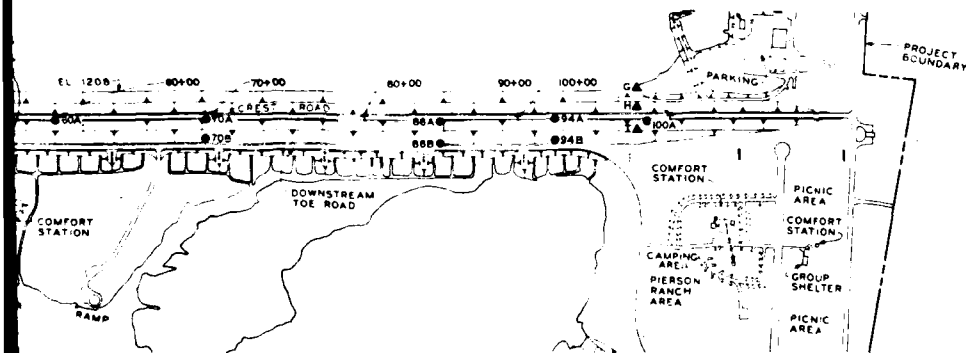 EL 1208
60+00
70+00
80+00
90+00
100+00
PROJECT
BOUNDARY
PARKING
G
H
I
CREST ROAD
60A
70A
88A
94A
100A
70B
88B
94B
DOWNSTREAM
TOE ROAD
COMFORT
STATION
RAMP
COMFORT
STATION
PICNIC
AREA
COMFORT
STATION
CAMPING
AREA
PIERSON
RANCH
AREA
GROUP
SHELTER
PICNIC
AREA